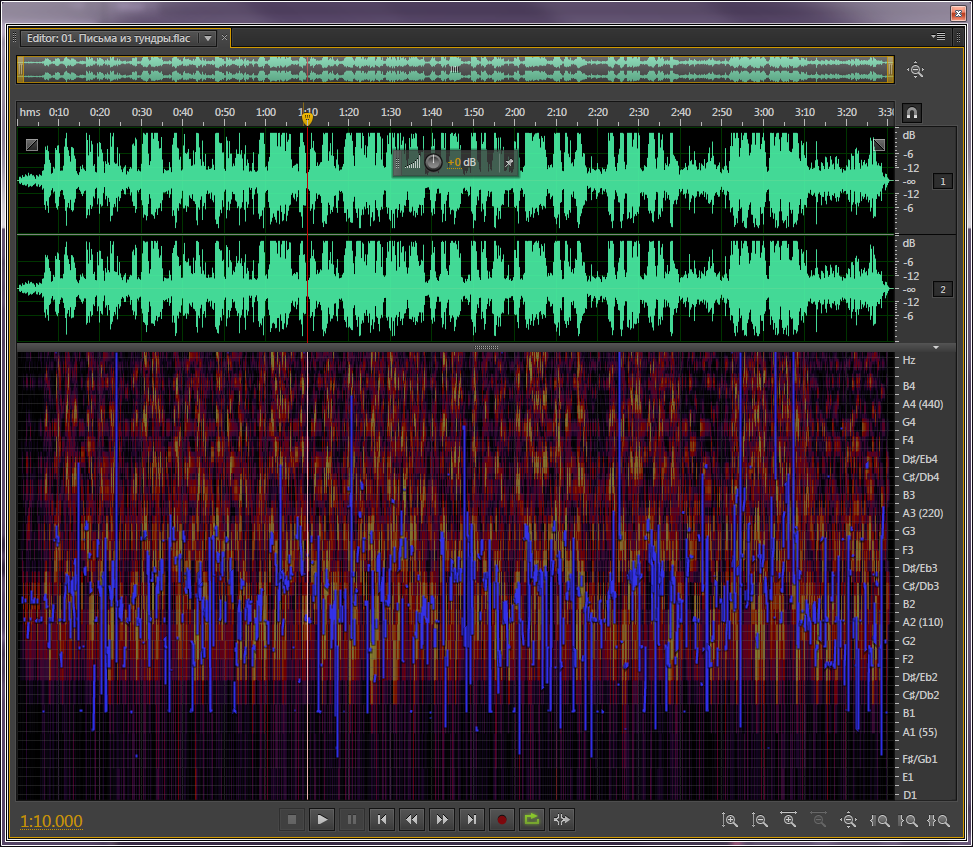 Editor: 01. Письма из тундры.flac
hms 0:10 0:20 0:30 0:40 0:50 1:00 1:10 1:20 1:30 1:40 1:50 2:00 2:10 2:20 2:30 2:40 2:50 3:00 3:10 3:20 3:30
dB
-6
-12
-∞
-12
-6
1
+0 dB
dB
-6
-12
-∞
-12
-6
2
Hz
B4
A4 (440)
G4
F4
D♯/Eb4
C♯/Db4
B3
A3 (220)
G3
F3
D♯/Eb3
C♯/Db3
B2
A2 (110)
G2
F2
D♯/Eb2
C♯/Db2
B1
A1 (55)
F♯/Gb1
E1
D1
1:10.000